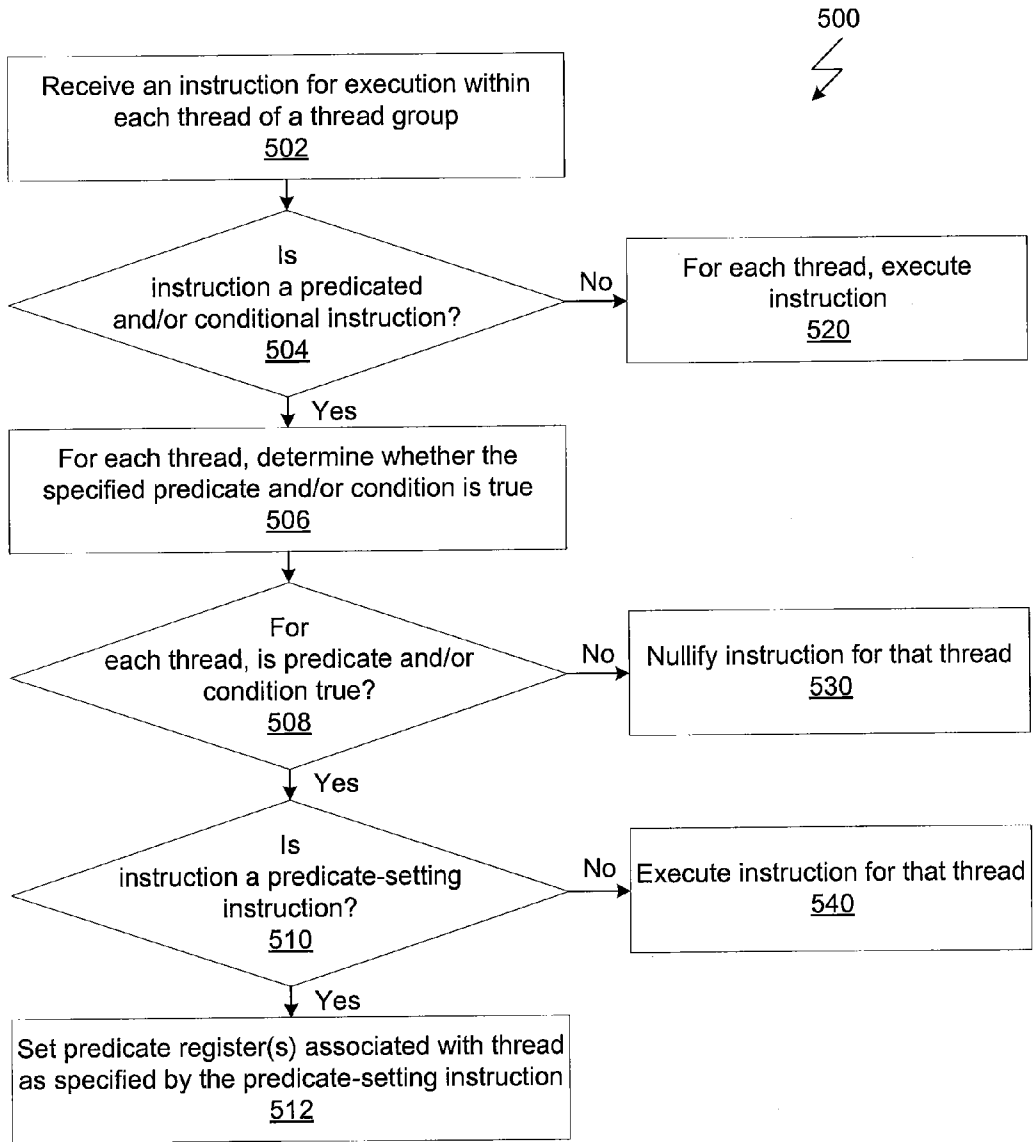 500
Receive an instruction for execution within
each thread of a thread group
502
Is
instruction a predicated
and/or conditional instruction?
504
No
For each thread, execute
instruction
520
Yes
For each thread, determine whether the
specified predicate and/or condition is true
506
For
each thread, is predicate and/or
condition true?
508
No
Nullify instruction for that thread
530
Yes
Is
instruction a predicate-setting
instruction?
510
No
Execute instruction for that thread
540
Yes
Set predicate register(s) associated with thread
as specified by the predicate-setting instruction
512